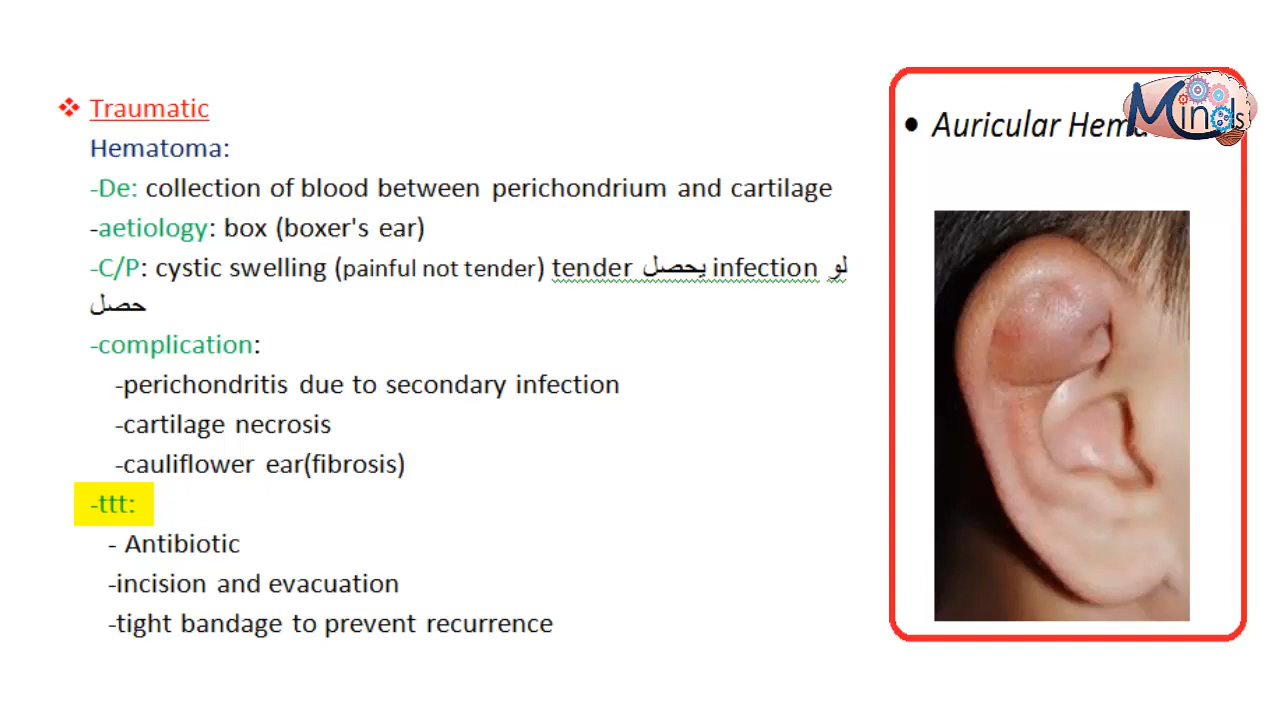 ❖ Traumatic
Hematoma:
-De: collection of blood between perichondrium and cartilage
-aetiology: box (boxer's ear)
-C/P: cystic swelling (painful not tender) tender يحصل infection لو
حصل
-complication:
-perichondritis due to secondary infection
-cartilage necrosis
-cauliflower ear(fibrosis)
-ttt:
- Antibiotic
-incision and evacuation
-tight bandage to prevent recurrence
• Auricular Hem
Minds